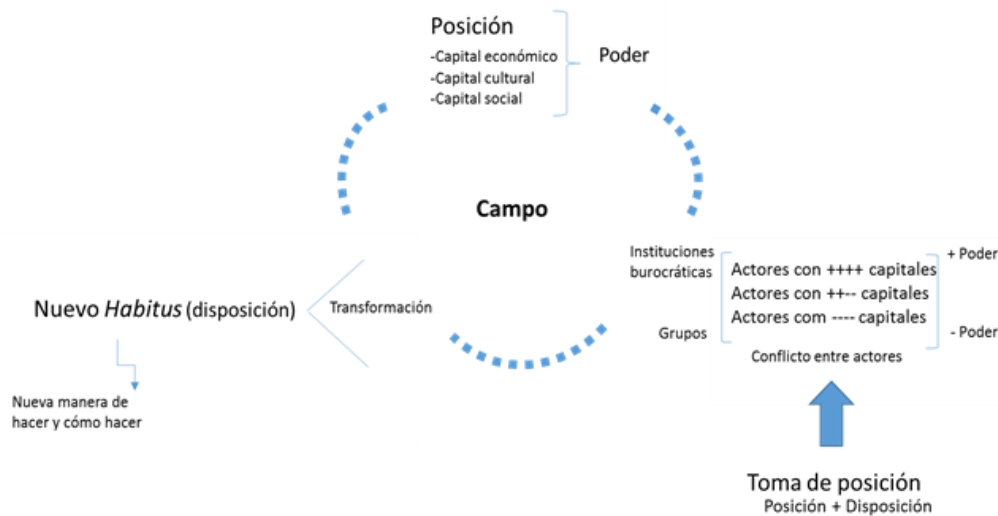 Posición
-Capital económico
-Capital cultural
-Capital social
Poder
Campo
Instituciones
burocráticas
Grupos
Actores con ++++ capitales
Actores con ++-- capitales
Actores com ---- capitales
+ Poder
- Poder
Conflicto entre actores
Toma de posición
Posición + Disposición
Transformación
Nuevo Habitus (disposición)
Nueva manera de
hacer y cómo hacer